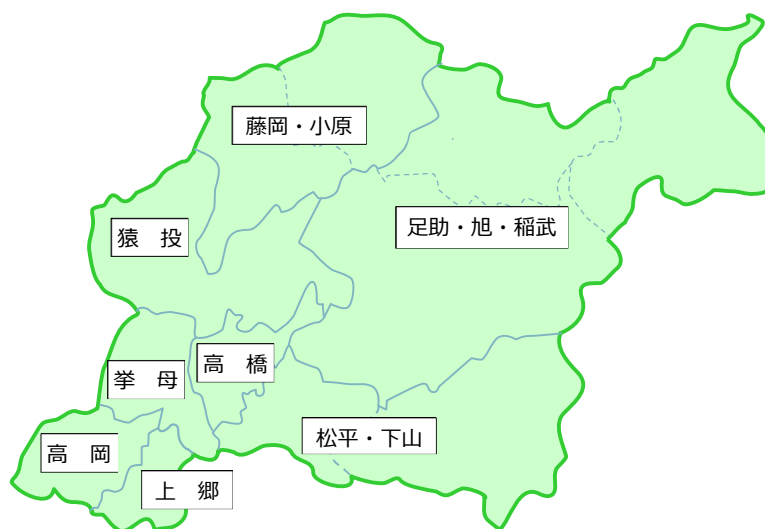 藤岡・小原
足助・旭・稲武
猿　投
高　橋
挙　母
松平・下山
高　岡
上　郷